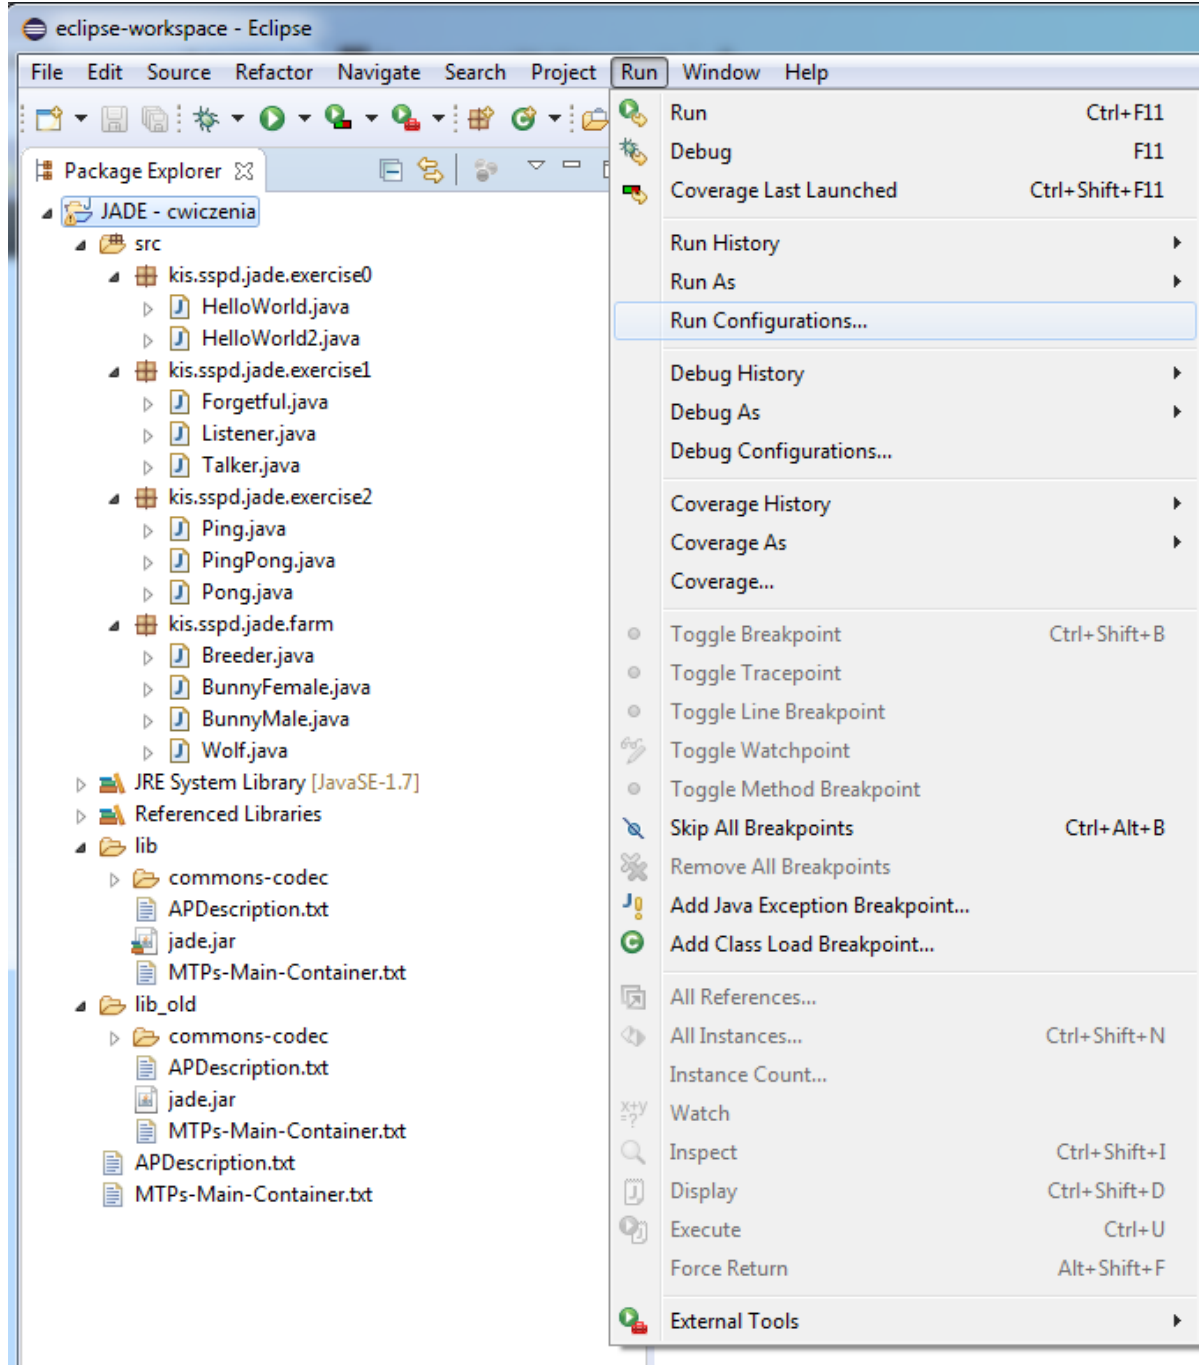 eclipse-workspace - Eclipse
File Edit Source Refactor Navigate Search Project Run Window Help
Package Explorer
JADE - cwiczenia
src
kis.sspd.jade.exercise0
HelloWorld.java
HelloWorld2.java
kis.sspd.jade.exercise1
Forgetful.java
Listener.java
Talker.java
kis.sspd.jade.exercise2
Ping.java
PingPong.java
Pong.java
kis.sspd.jade.farm
Breeder.java
BunnyFemale.java
BunnyMale.java
Wolf.java
JRE System Library [JavaSE-1.7]
Referenced Libraries
lib
commons-codec
APDescription.txt
jade.jar
MTPs-Main-Container.txt
lib_old
commons-codec
APDescription.txt
jade.jar
MTPs-Main-Container.txt
APDescription.txt
MTPs-Main-Container.txt
Run Ctrl+F11
Debug F11
Coverage Last Launched Ctrl+Shift+F11
Run History
Run As
Run Configurations...
Debug History
Debug As
Debug Configurations...
Coverage History
Coverage As
Coverage...
Toggle Breakpoint Ctrl+Shift+B
Toggle Tracepoint
Toggle Line Breakpoint
Toggle Watchpoint
Toggle Method Breakpoint
Skip All Breakpoints Ctrl+Alt+B
Remove All Breakpoints
Add Java Exception Breakpoint...
Add Class Load Breakpoint...
All References...
All Instances... Ctrl+Shift+N
Instance Count...
Watch
Inspect Ctrl+Shift+I
Display Ctrl+Shift+D
Execute Ctrl+U
Force Return Alt+Shift+F
External Tools